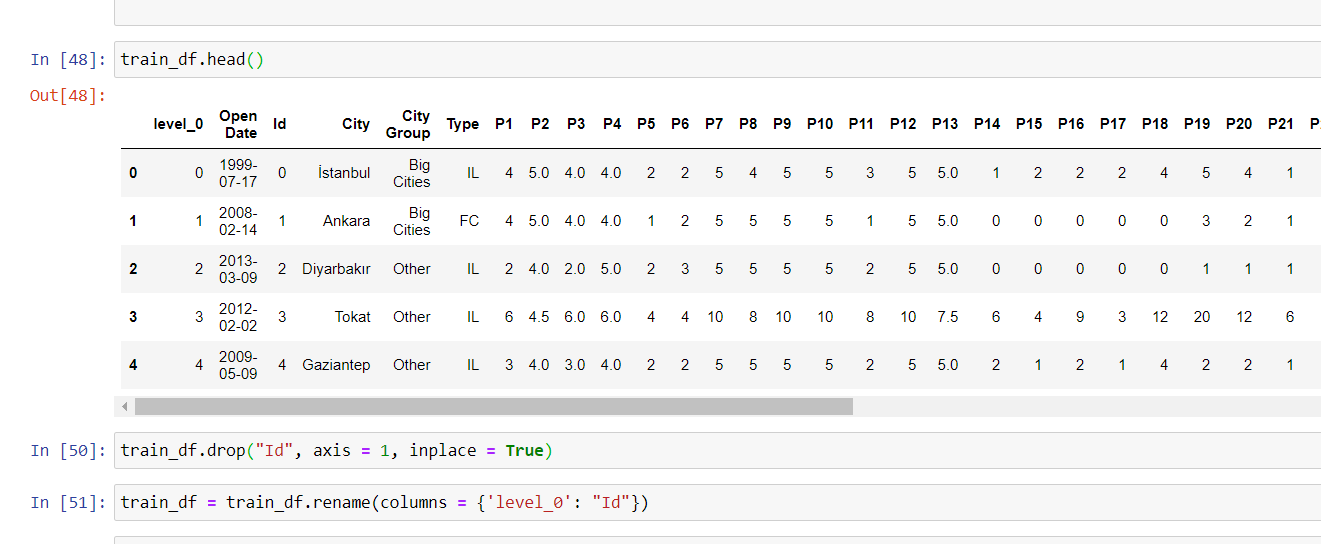 In [48]: train_df.head()
Out[48]:
level_0 Open Date Id City City Group Type P1 P2 P3 P4 P5 P6 P7 P8 P9 P10 P11 P12 P13 P14 P15 P16 P17 P18 P19 P20 P21
0 0 1999-07-17 0 İstanbul Big Cities IL 4 5.0 4.0 4.0 2 2 5 4 5 5 3 5 5.0 1 2 2 2 4 5 4 1
1 1 2008-02-14 1 Ankara Big Cities FC 4 5.0 4.0 4.0 1 2 5 5 5 5 1 5 5.0 0 0 0 0 0 3 2 1
2 2 2013-03-09 2 Diyarbakır Other IL 2 4.0 2.0 5.0 2 3 5 5 5 5 2 5 5.0 0 0 0 0 0 1 1 1
3 3 2012-02-02 3 Tokat Other IL 6 4.5 6.0 6.0 4 4 10 8 10 10 8 10 7.5 6 4 9 3 12 20 12 6
4 4 2009-05-09 4 Gaziantep Other IL 3 4.0 3.0 4.0 2 2 5 5 5 5 2 5 5.0 2 1 2 1 4 2 2 1
In [50]: train_df.drop("Id", axis = 1, inplace = True)
In [51]: train_df = train_df.rename(columns = {'level_0': "Id"})